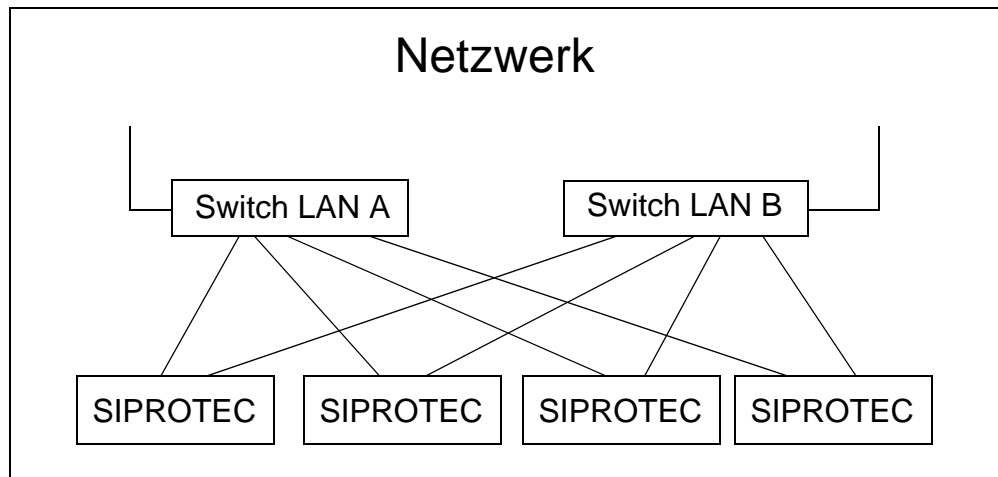 Netzwerk
Switch LAN A
Switch LAN B
SIPROTEC
SIPROTEC
SIPROTEC
SIPROTEC